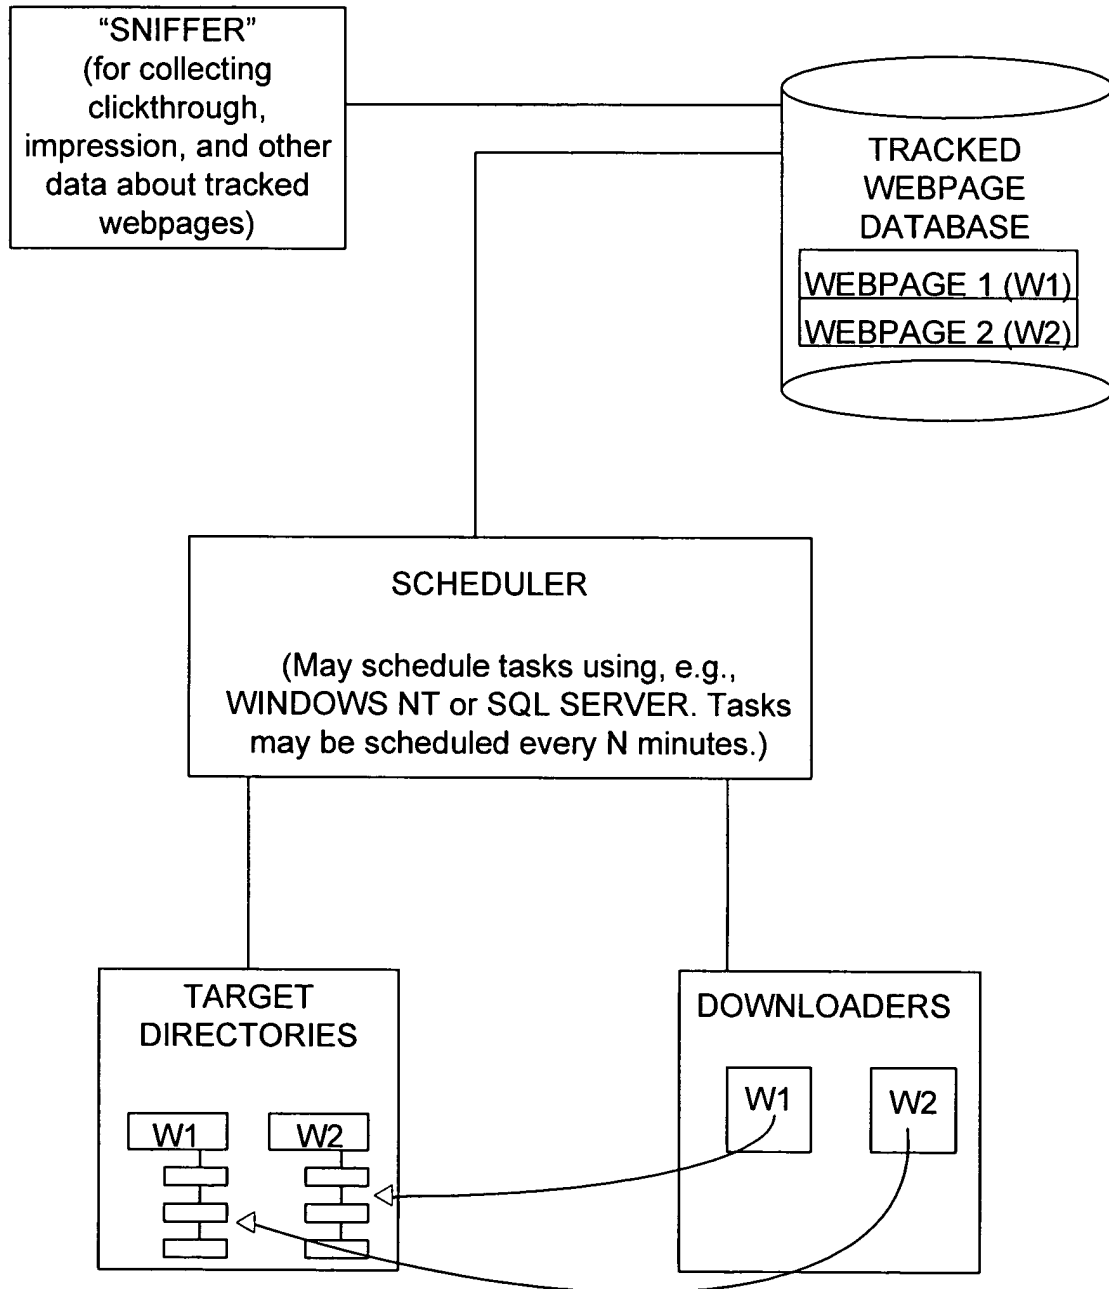 “SNIFFER”
(for collecting
clickthrough,
impression, and other
data about tracked
webpages)
TRACKED
WEBPAGE
DATABASE
WEBPAGE 1 (W1)
WEBPAGE 2 (W2)
SCHEDULER
(May schedule tasks using, e.g.,
WINDOWS NT or SQL SERVER. Tasks
may be scheduled every N minutes.)
TARGET
DIRECTORIES
W1
W2
DOWNLOADERS
W1
W2